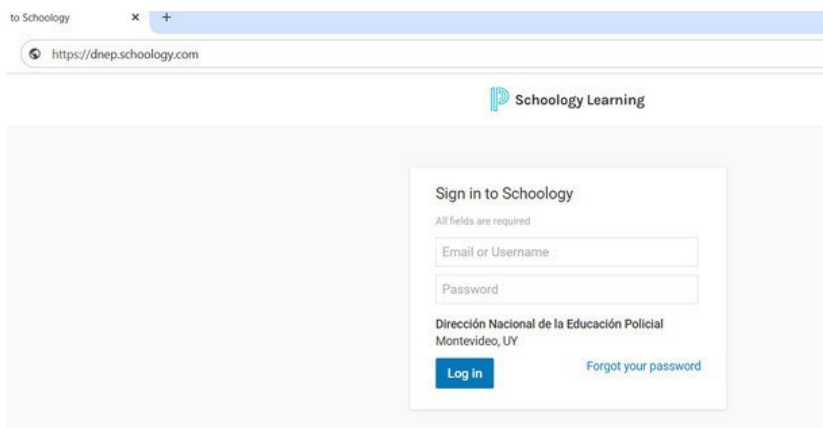 to Schoology
https://dnep.schoology.com
Schoology Learning
Sign in to Schoology
All fields are required
Email or Username
Password
Dirección Nacional de la Educación Policial
Montevideo, UY
Log in
Forgot your password